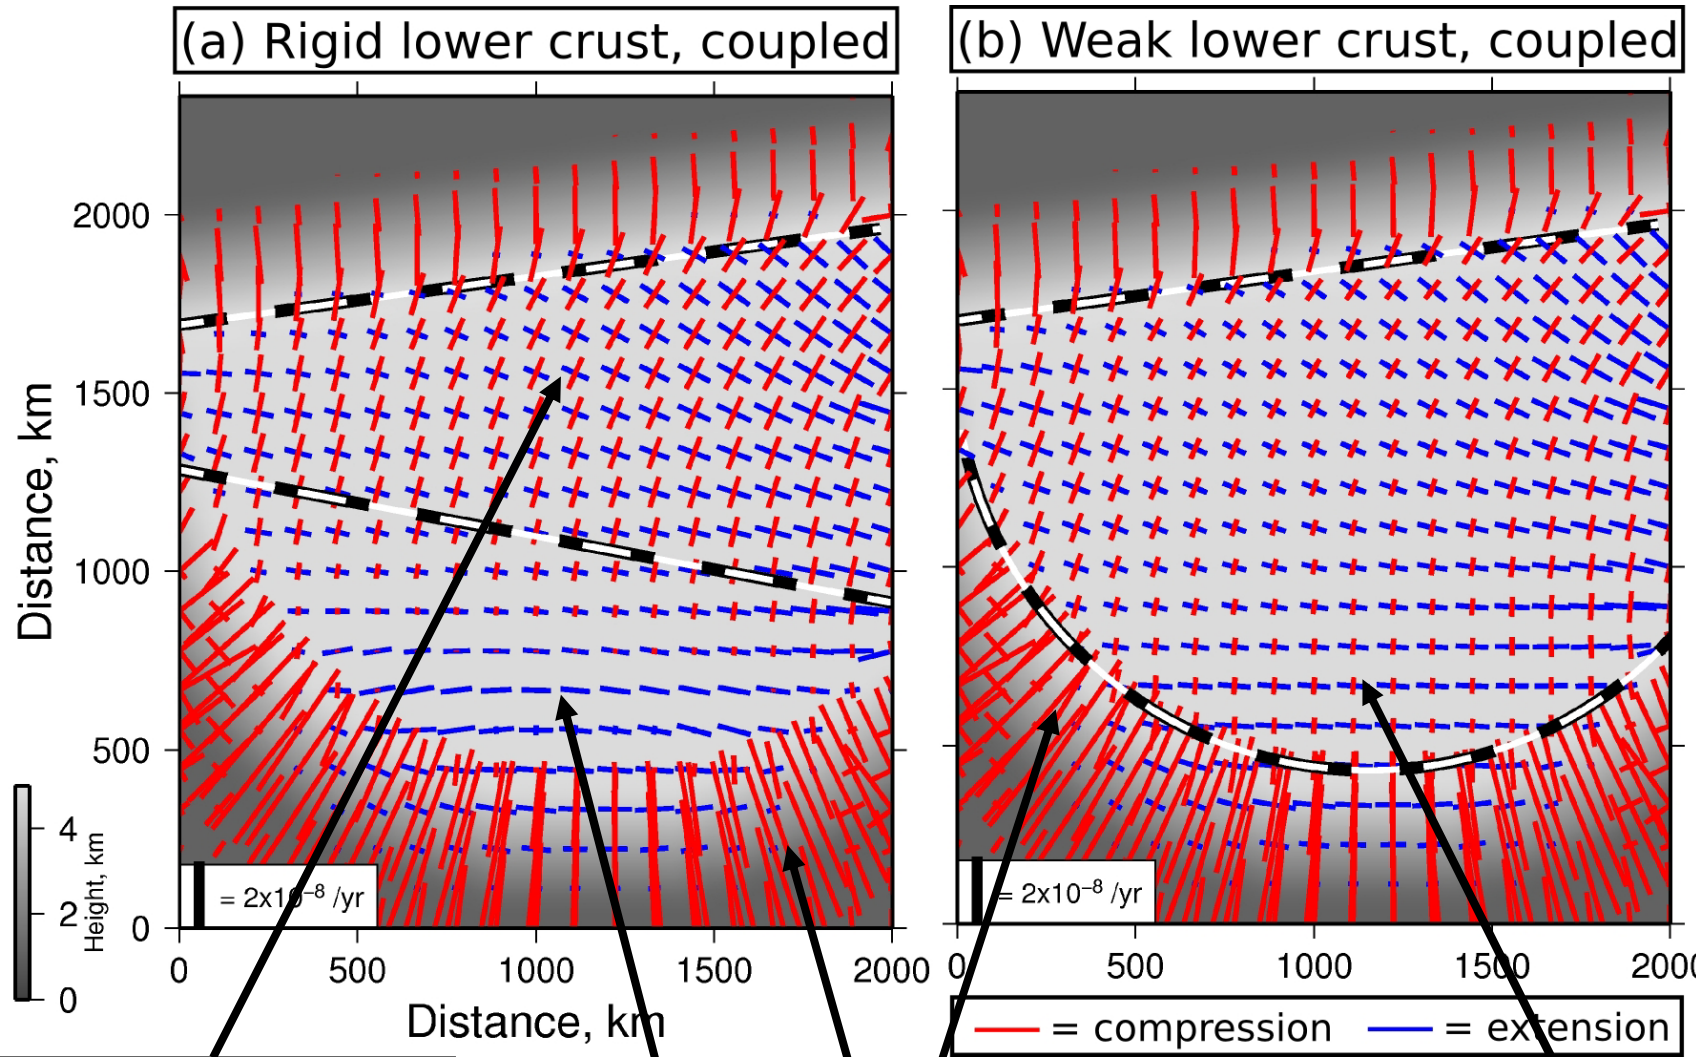 (a) Rigid lower crust, coupled
(b) Weak lower crust, coupled
2000
1500
1000
500
0
Distance, km
4
2
0
Height, km
= 2x10⁻⁸ /yr
= 2x10⁻⁸ /yr
0 500 1000 1500 2000
0 500 1000 1500 200
Distance, km
= compression
= extension